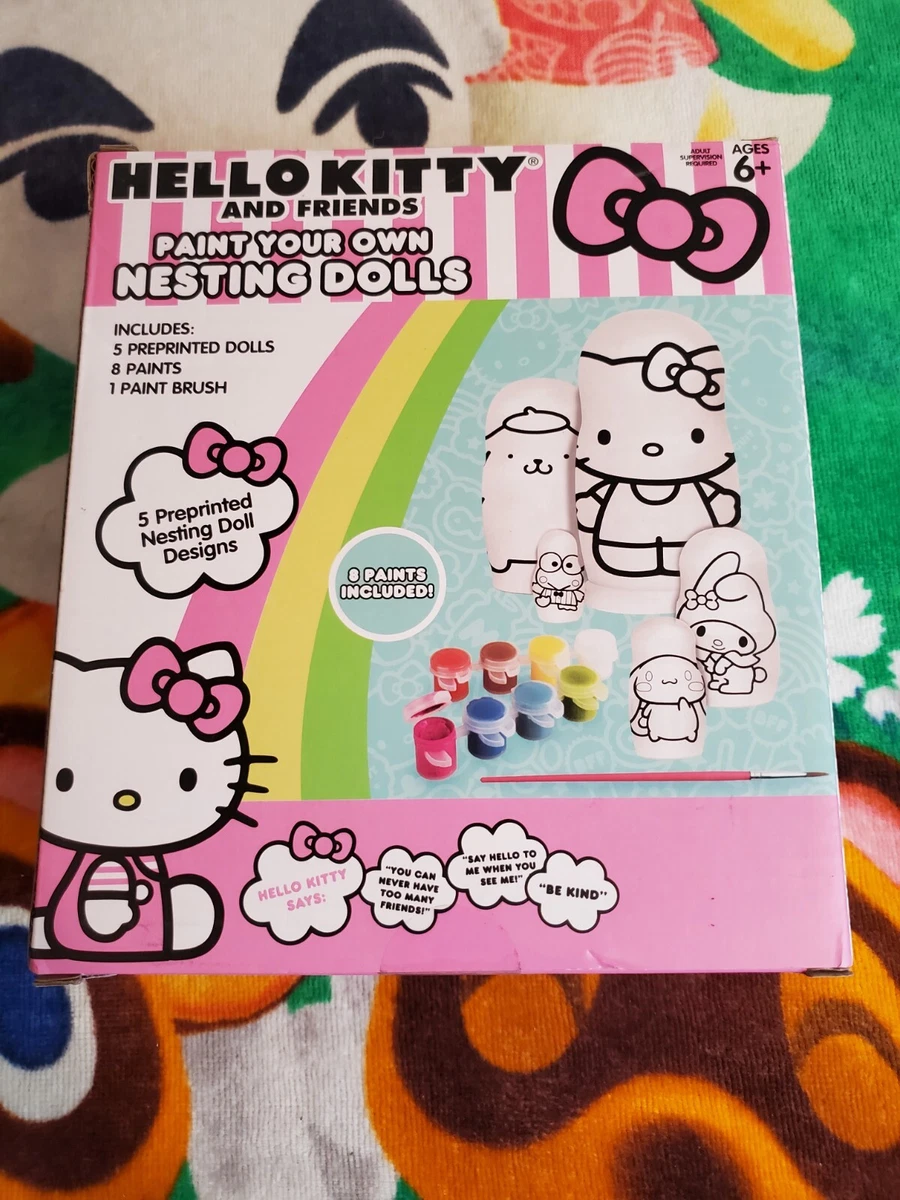 HELLO KITTY®
AND FRIENDS
PAINT YOUR OWN
NESTING DOLLS
ADULT
SUPERVISION
REQUIRED
AGES
6+
INCLUDES:
5 PREPRINTED DOLLS
8 PAINTS
1 PAINT BRUSH
5 Preprinted
Nesting Doll
Designs
8 PAINTS
INCLUDED!
HELLO KITTY
SAYS:
"YOU CAN
NEVER HAVE
TOO MANY
FRIENDS!"
"SAY HELLO TO
ME WHEN YOU
SEE ME!"
"BE KIND"